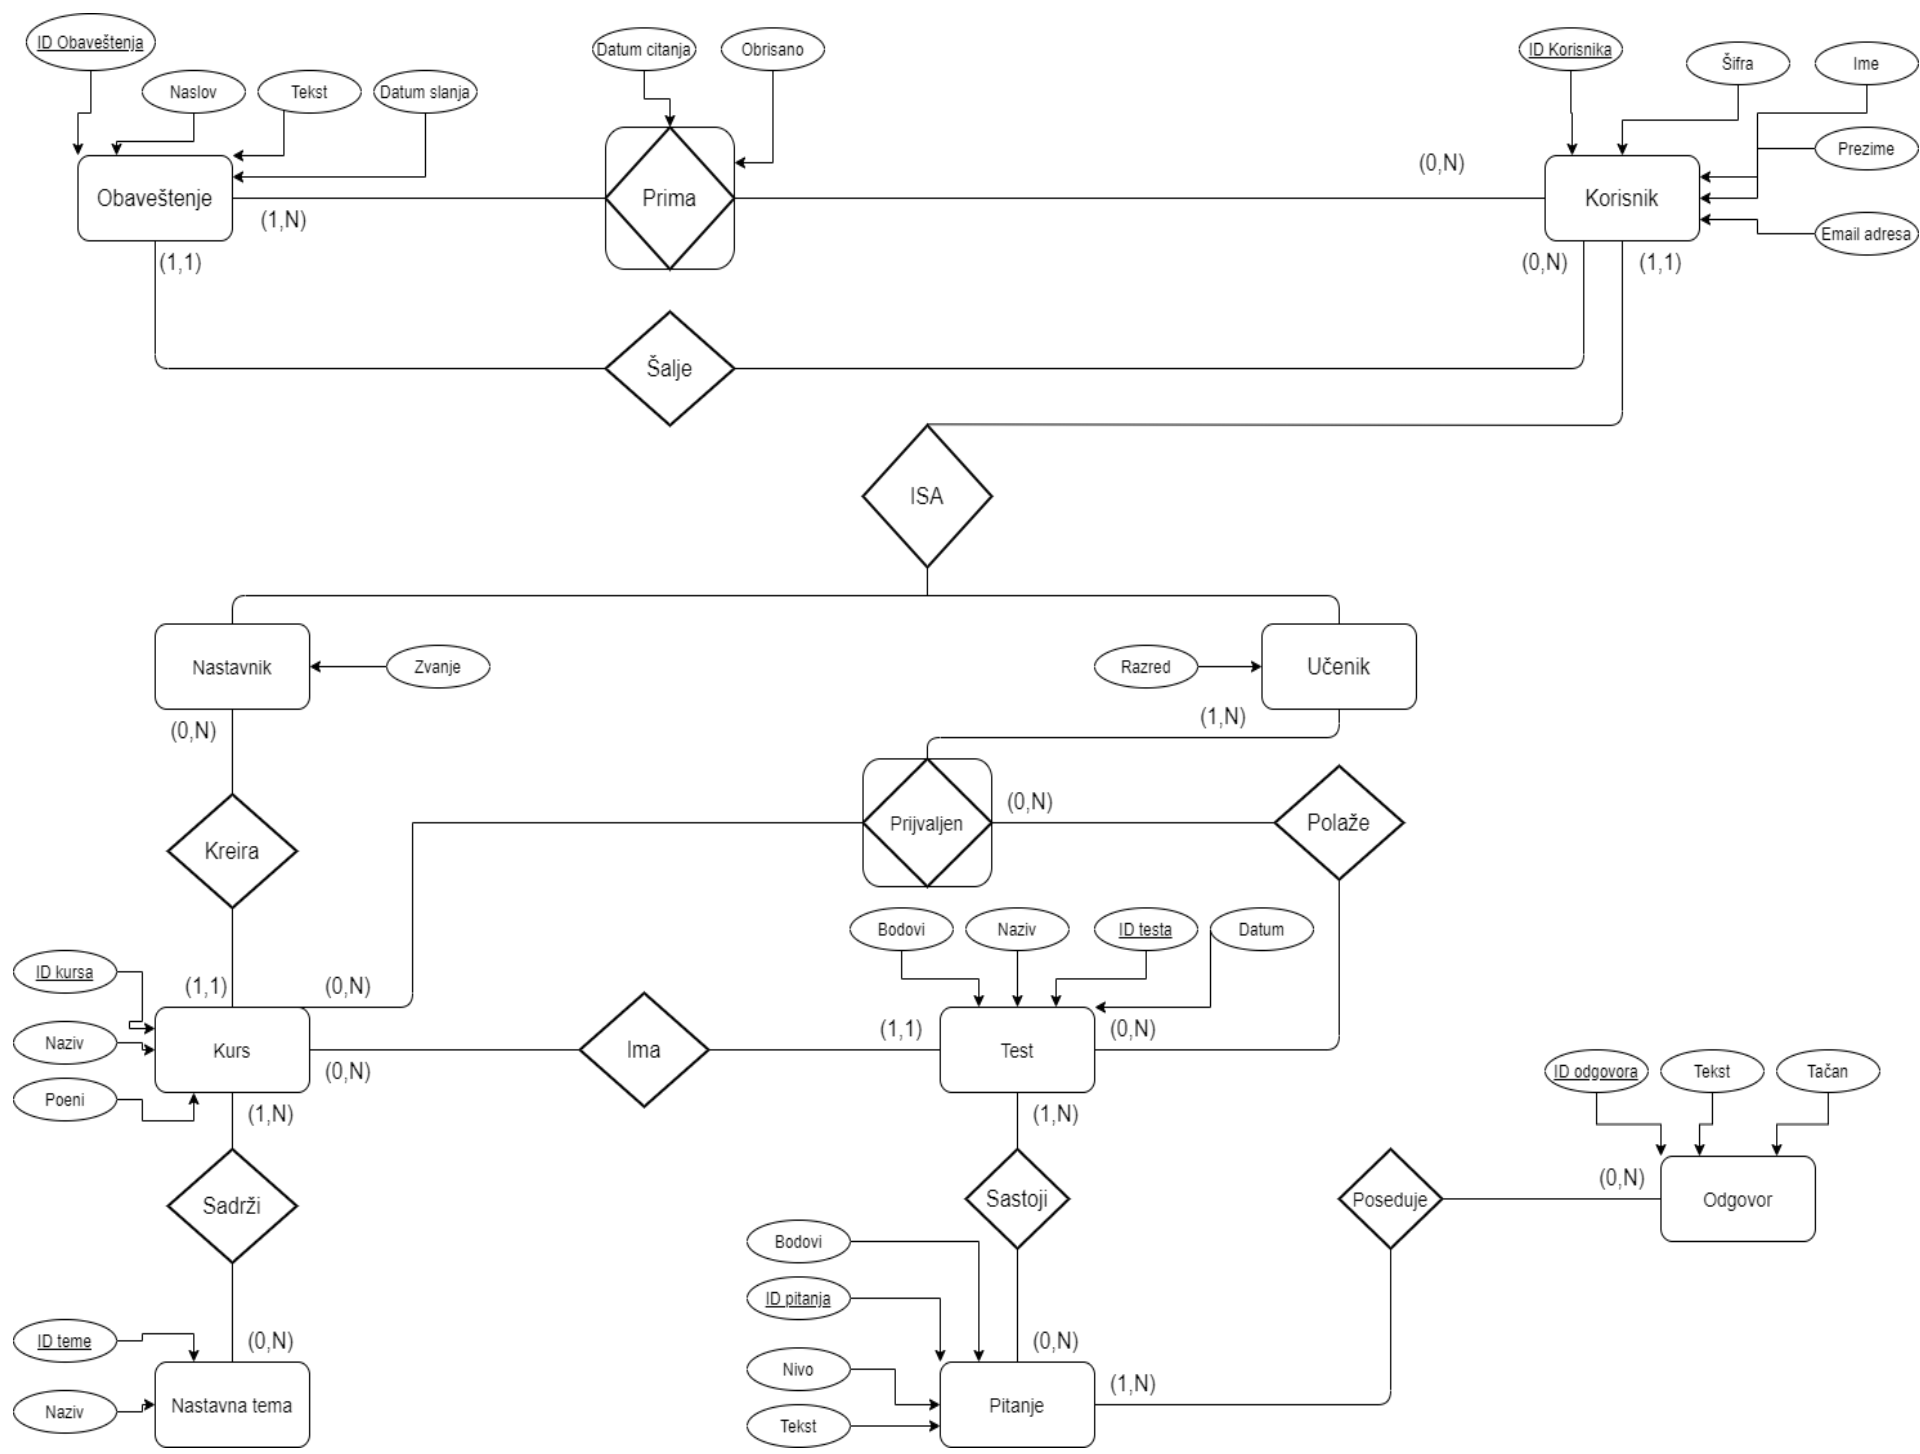 ID Obaveštenja
Naslov
Tekst
Datum slanja
Datum citanja
Obrisano
ID Korisnika
Šifra
Ime
Prezime
Email adresa
Obaveštenje
(1,N)
(1,1)
Prima
(0,N)
Korisnik
(0,N)
(1,1)
Šalje
ISA
Nastavnik
Zvanje
Razred
Učenik
(0,N)
(1,N)
Kreira
Prijvaljen
(0,N)
Polaže
Bodovi
Naziv
ID testa
Datum
ID kursa
(1,1)
(0,N)
Naziv
Kurs
Poeni
(0,N)
(1,N)
Ima
(1,1)
Test
(0,N)
(1,N)
ID odgovora
Tekst
Tačan
Sadrži
Sastoji
Poseduje
(0,N)
Odgovor
Bodovi
ID pitanja
Nivo
Tekst
(0,N)
Pitanje
(1,N)
ID teme
(0,N)
Naziv
Nastavna tema